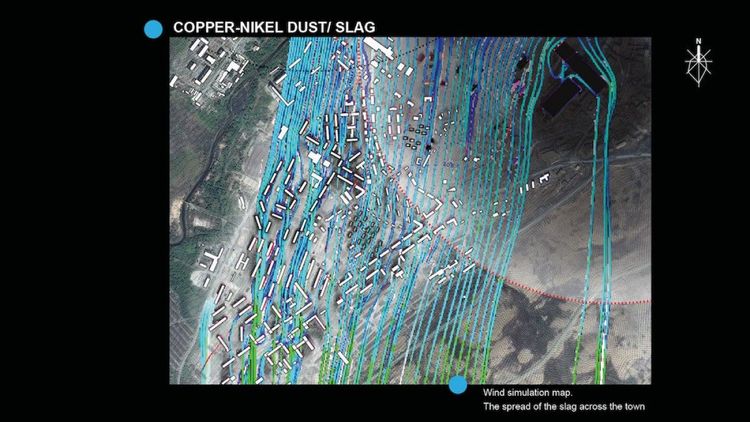 COPPER-NIKEL DUST/ SLAG
N
Wind simulation map.
The spread of the slag across the town